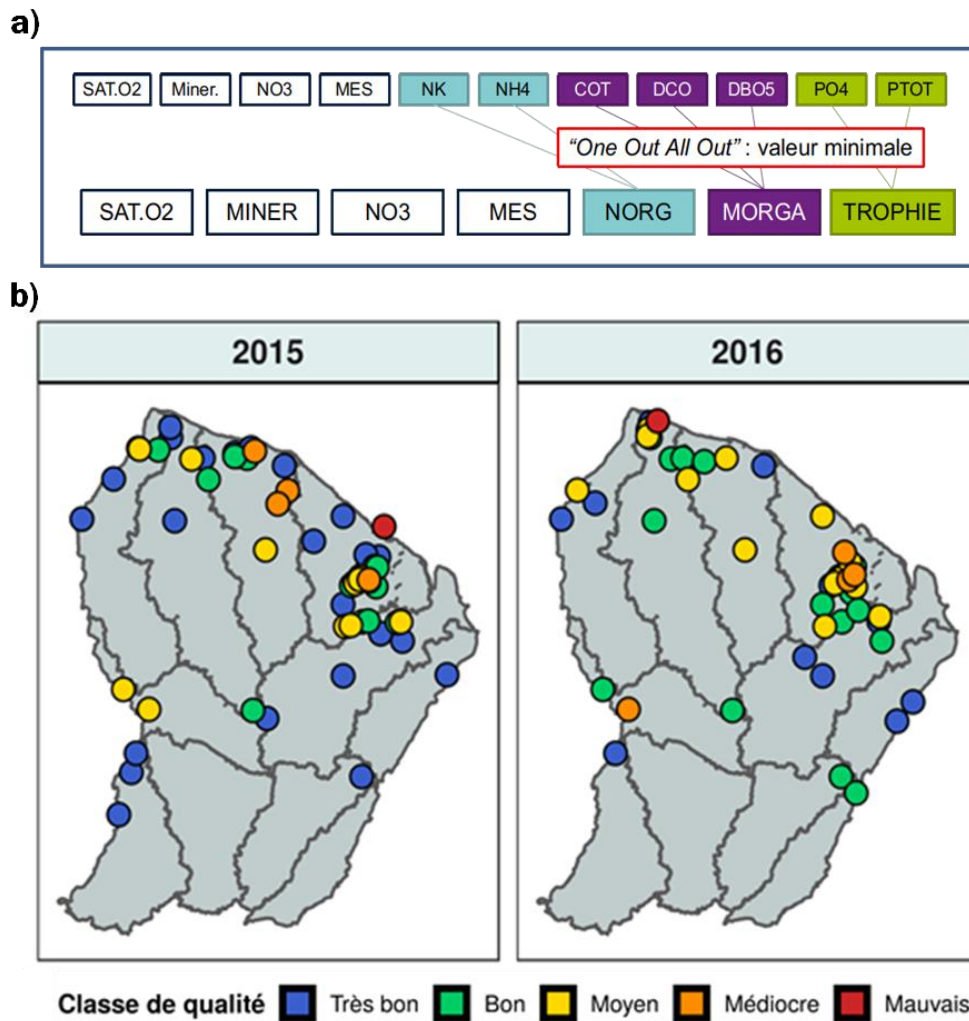 a)
SAT.O2 Miner. NO3 MES NK NH4 COT DCO DBO5 PO4 PTOT
“One Out All Out” : valeur minimale
SAT.O2 MINER NO3 MES NORG MORGA TROPHIE
b)
2015 2016
Classe de qualité Très bon Bon Moyen Médiocre Mauvais